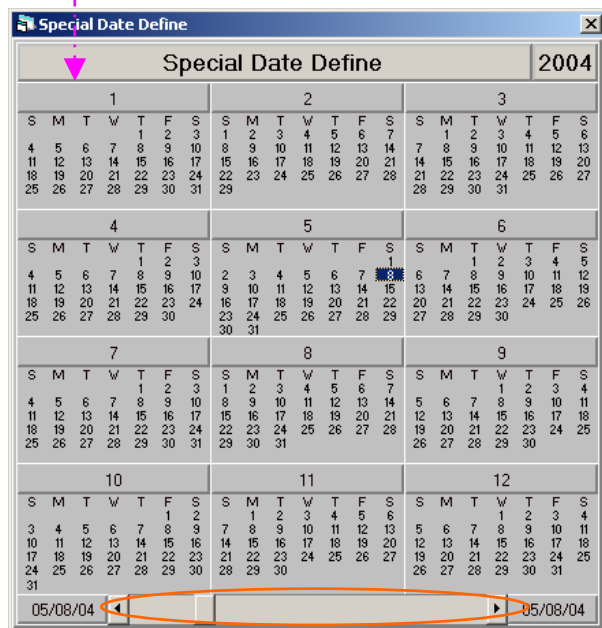 Special Date Define
Special Date Define 2004
1
S M T W T F S
1 2 3
4 5 6 7 8 9 10
11 12 13 14 15 16 17
18 19 20 21 22 23 24
25 26 27 28 29 30 31
2
S M T W T F S
1 2 3 4 5 6 7
8 9 10 11 12 13 14
15 16 17 18 19 20 21
22 23 24 25 26 27 28
29
3
S M T W T F S
1 2 3 4 5 6
7 8 9 10 11 12 13
14 15 16 17 18 19 20
21 22 23 24 25 26 27
28 29 30 31
4
S M T W T F S
1 2 3
4 5 6 7 8 9 10
11 12 13 14 15 16 17
18 19 20 21 22 23 24
25 26 27 28 29 30
5
S M T W T F S
1
2 3 4 5 6 7 8
9 10 11 12 13 14 15
16 17 18 19 20 21 22
23 24 25 26 27 28 29
30 31
6
S M T W T F S
1 2 3 4 5
6 7 8 9 10 11 12
13 14 15 16 17 18 19
20 21 22 23 24 25 26
27 28 29 30
7
S M T W T F S
1 2 3
4 5 6 7 8 9 10
11 12 13 14 15 16 17
18 19 20 21 22 23 24
25 26 27 28 29 30 31
8
S M T W T F S
1 2 3 4 5 6 7
8 9 10 11 12 13 14
15 16 17 18 19 20 21
22 23 24 25 26 27 28
29 30 31
9
S M T W T F S
1 2 3 4
5 6 7 8 9 10 11
12 13 14 15 16 17 18
19 20 21 22 23 24 25
26 27 28 29 30
10
S M T W T F S
1 2
3 4 5 6 7 8 9
10 11 12 13 14 15 16
17 18 19 20 21 22 23
24 25 26 27 28 29 30
31
11
S M T W T F S
1 2 3 4 5 6
7 8 9 10 11 12 13
14 15 16 17 18 19 20
21 22 23 24 25 26 27
28 29 30
12
S M T W T F S
1 2 3 4
5 6 7 8 9 10 11
12 13 14 15 16 17 18
19 20 21 22 23 24 25
26 27 28 29 30 31
05/08/04 05/08/04